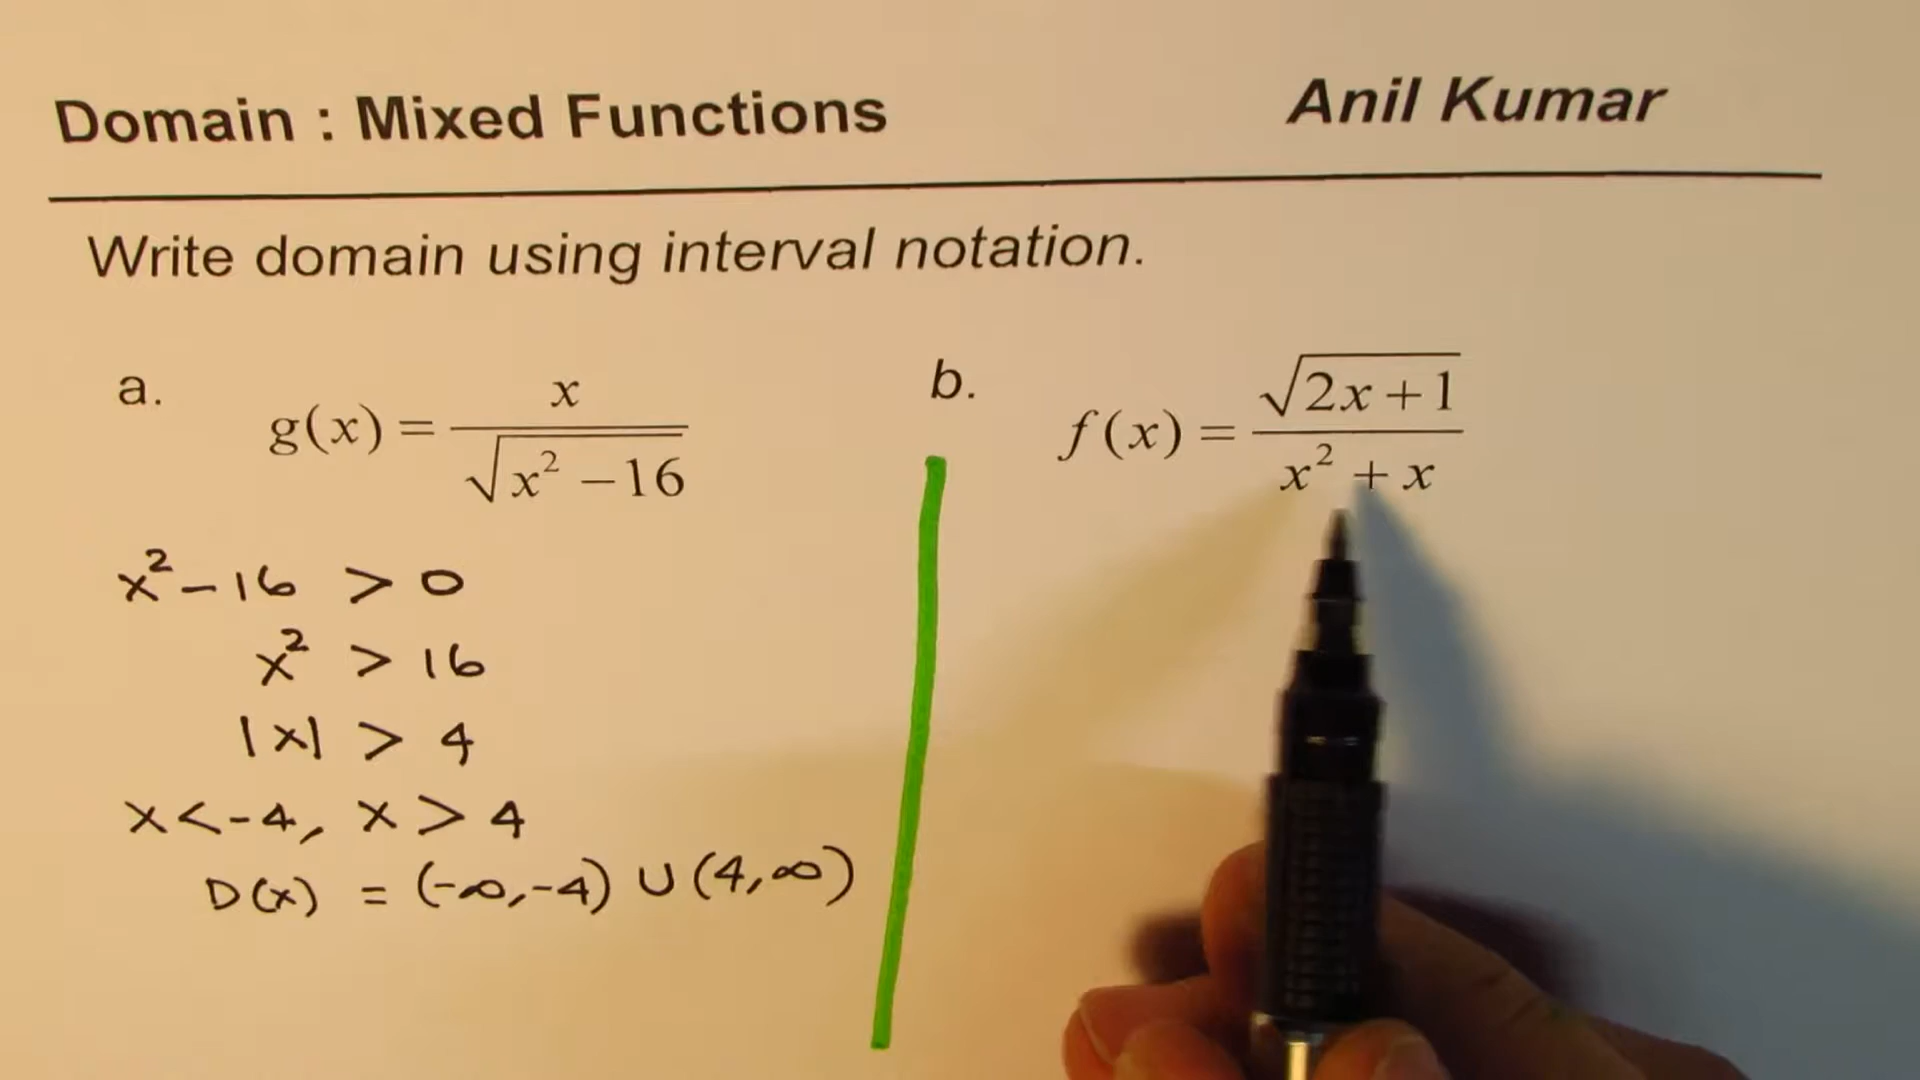 Domain : Mixed Functions
Anil Kumar
Write domain using interval notation.
a. g(x) = x / √(x² − 16)
x² − 16 > 0
x² > 16
|x| > 4
x < -4, x > 4
D(x) = (-∞, -4) ∪ (4, ∞)
b. f(x) = √(2x + 1) / (x² + x)